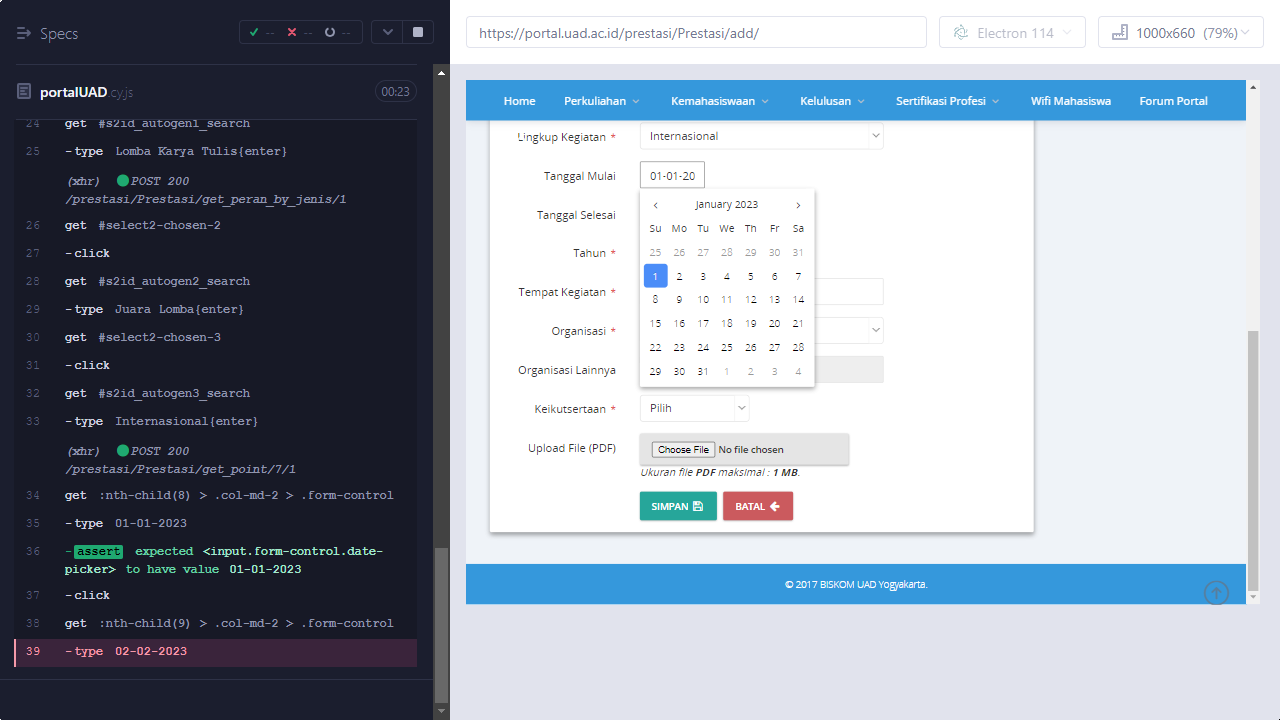 Specs
--
--
--
portalUAD.cy.js
00:23
24 get #s2id_autogen1_search
25 -type Lomba Karya Tulis{enter}
(xhr) POST 200
/prestasi/Prestasi/get_peran_by_jenis/1
26 get #select2-chosen-2
27 -click
28 get #s2id_autogen2_search
29 -type Juara Lomba{enter}
30 get #select2-chosen-3
31 -click
32 get #s2id_autogen3_search
33 -type Internasional{enter}
(xhr) POST 200
/prestasi/Prestasi/get_point/7/1
34 get :nth-child(8) > .col-md-2 > .form-control
35 -type 01-01-2023
36 -assert expected <input.form-control.date-
picker> to have value 01-01-2023
37 -click
38 get :nth-child(9) > .col-md-2 > .form-control
39 -type 02-02-2023
https://portal.uad.ac.id/prestasi/Prestasi/add/
Electron 114
1000x660 (79%)
Home Perkuliahan Kemahasiswaan Kelulusan Sertifikasi Profesi Wifi Mahasiswa Forum Portal
Lingkup Kegiatan * Internasional
Tanggal Mulai 01-01-20
January 2023
Su Mo Tu We Th Fr Sa
25 26 27 28 29 30 31
1 2 3 4 5 6 7
8 9 10 11 12 13 14
15 16 17 18 19 20 21
22 23 24 25 26 27 28
29 30 31 1 2 3 4
Tanggal Selesai
Tahun *
Tempat Kegiatan *
Organisasi *
Organisasi Lainnya
Keikutsertaan * Pilih
Upload File (PDF) Choose File No file chosen
Ukuran file PDF maksimal : 1 MB.
SIMPAN BATAL
© 2017 BISKOM UAD Yogyakarta.